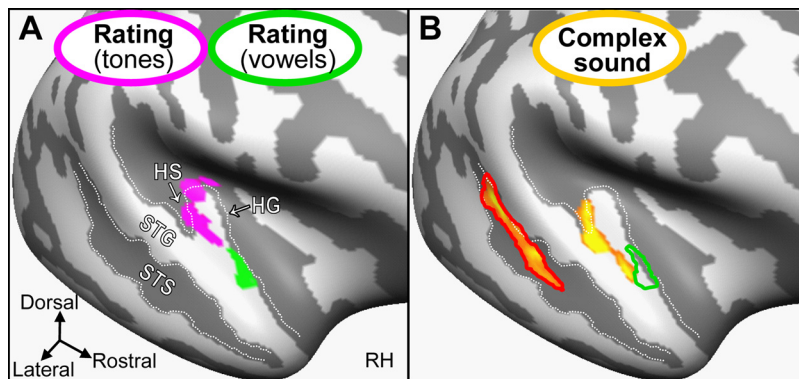 A
Rating
(tones)
Rating
(vowels)
HS
HG
STG
STS
Dorsal
Lateral
Rostral
RH
B
Complex
sound